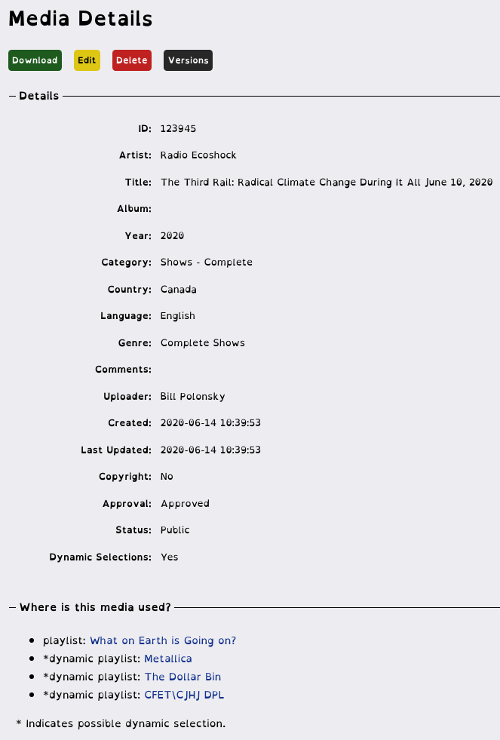 Media Details
Download Edit Delete Versions
Details
ID: 123945
Artist: Radio Ecoshock
Title: The Third Rail: Radical Climate Change During It All June 10, 2020
Album:
Year: 2020
Category: Shows - Complete
Country: Canada
Language: English
Genre: Complete Shows
Comments:
Uploader: Bill Polonsky
Created: 2020-06-14 10:39:53
Last Updated: 2020-06-14 10:39:53
Copyright: No
Approval: Approved
Status: Public
Dynamic Selections: Yes
Where is this media used?
• playlist: What on Earth is Going on?
• *dynamic playlist: Metallica
• *dynamic playlist: The Dollar Bin
• *dynamic playlist: CFET\CJHJ DPL
* Indicates possible dynamic selection.